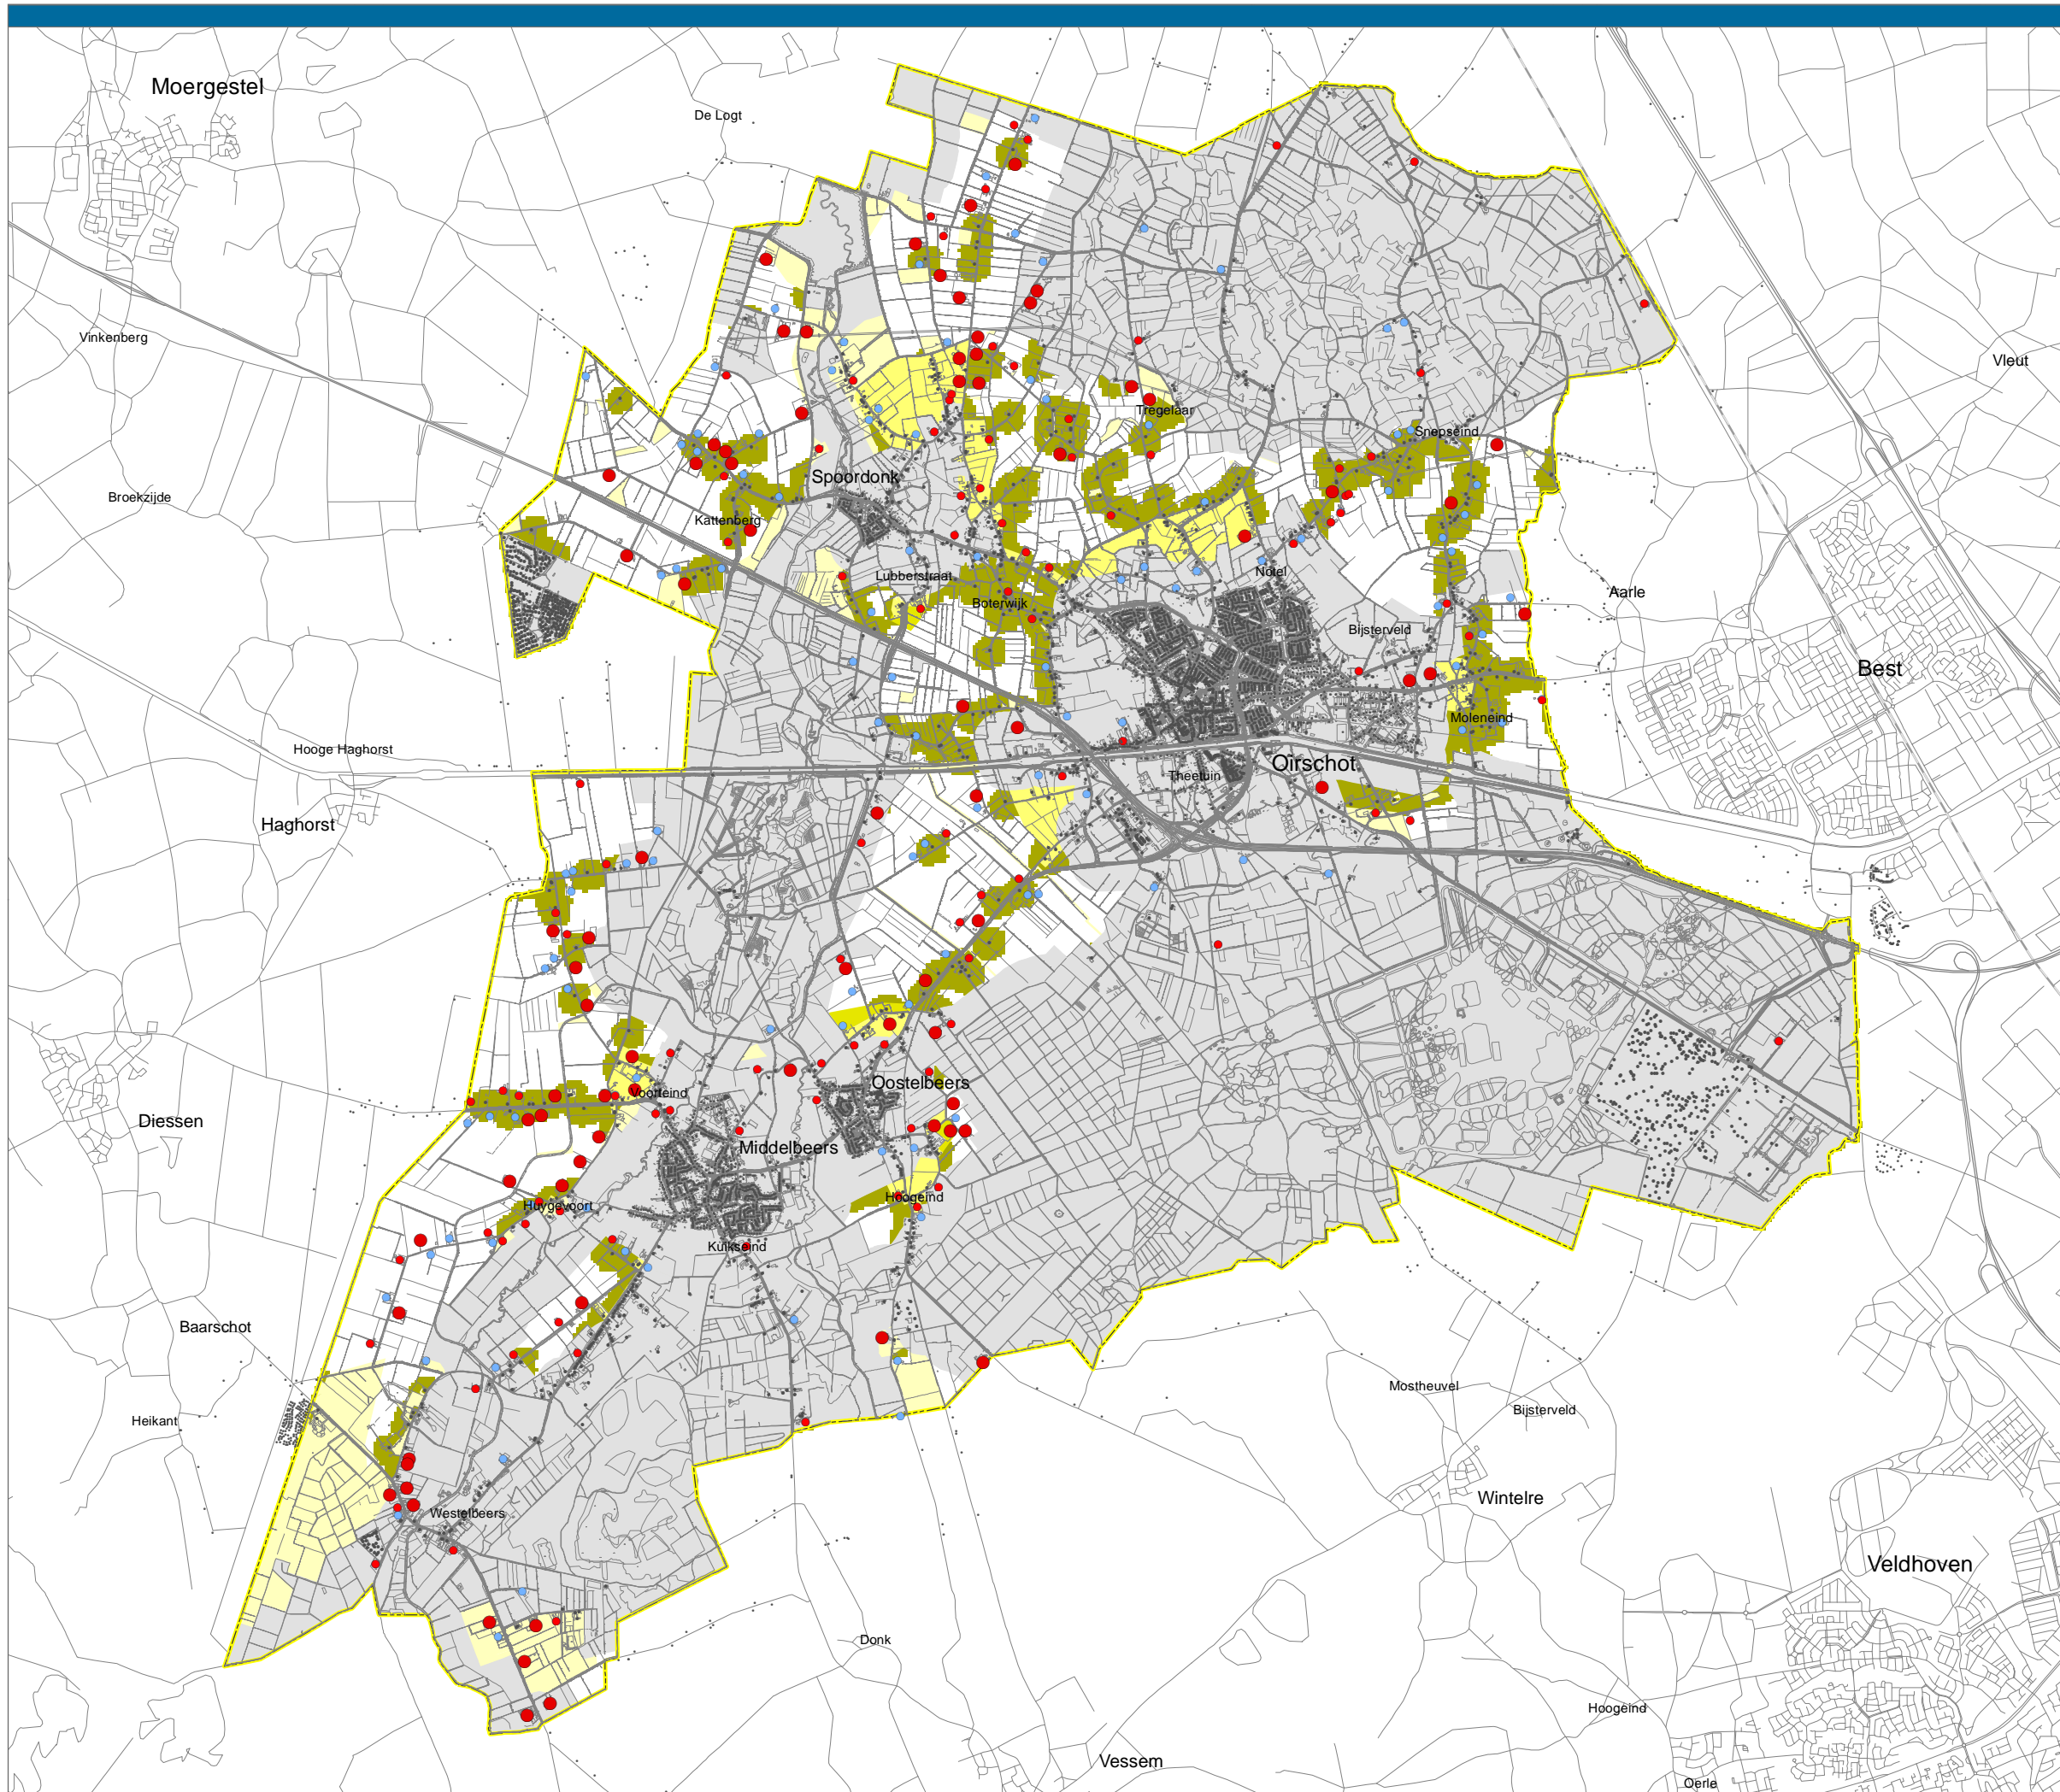 Moergestel
De Logt
Vinkenberg
Vleut
Tregelaar
Snepseind
Spoordonk
Broekzijde
Kattenberg
Lubberstraat
Notel
Aarle
Boterwijk
Bijsterveld
Best
Moleneind
Hooge Haghorst
Oirschot
Theetuin
Haghorst
Oostelbeers
Voorteind
Diessen
Middelbeers
Hoogeind
Huygevoort
Kuikseind
Baarschot
Mostheuvel
Bijsterveld
Heikant
Wintelre
Westelbeers
Veldhoven
Donk
Hoogeind
Vessem
Oerle